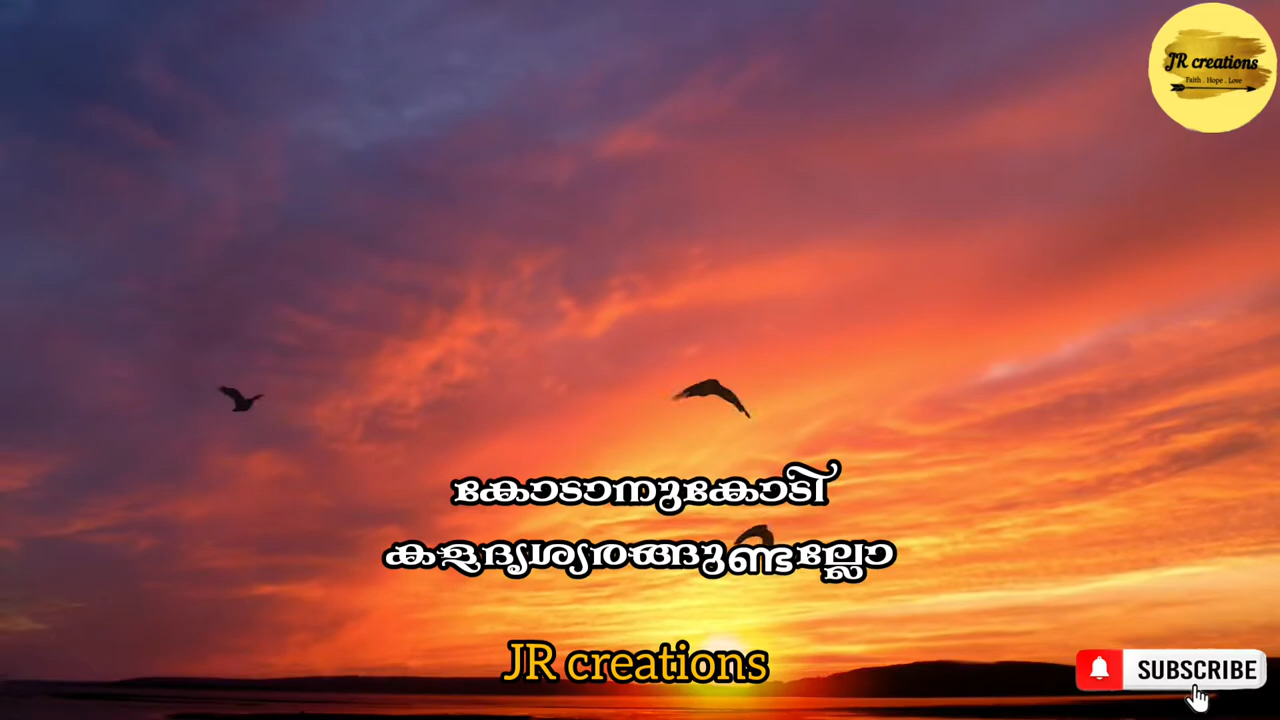 JR creations
Faith . Hope . Love
കോടാനുകോടി
കളദൃശ്യരങ്ങുണ്ടല്ലോ
JR creations
SUBSCRIBE